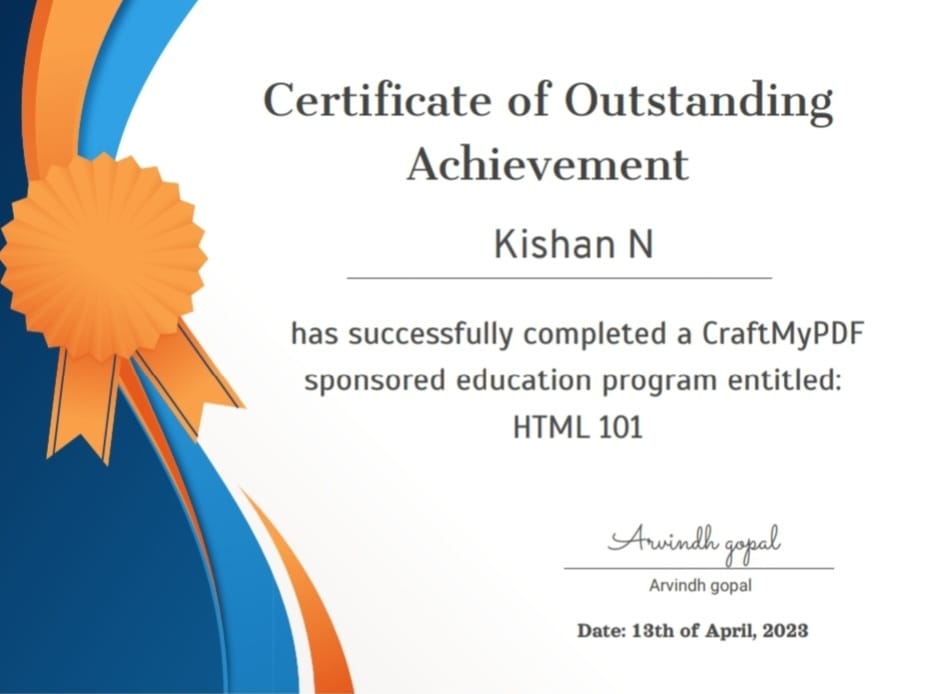 Certificate of Outstanding
Achievement
Kishan N
has successfully completed a CraftMyPDF
sponsored education program entitled:
HTML 101
Arvindh gopal
Arvindh gopal
Date: 13th of April, 2023